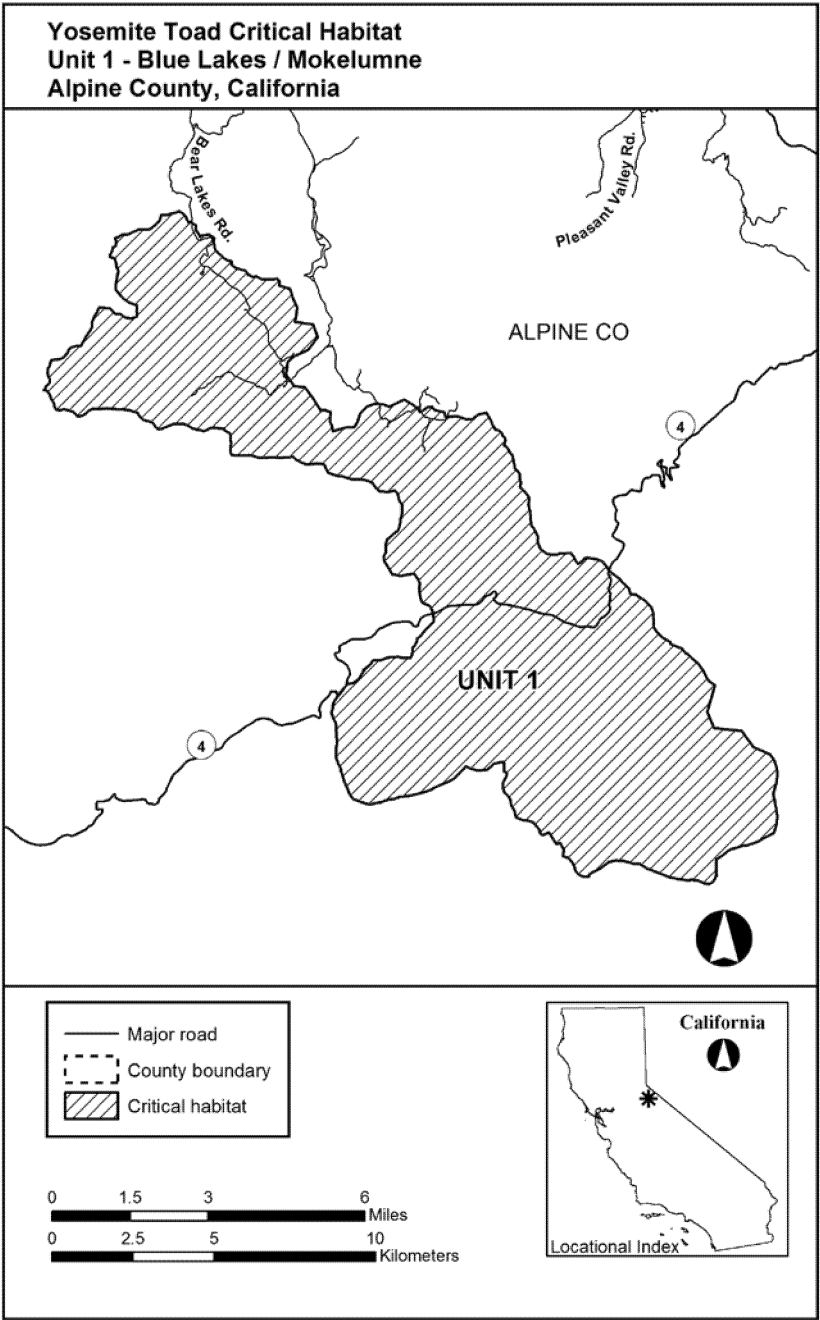 Yosemite Toad Critical Habitat
Unit 1 - Blue Lakes / Mokelumne
Alpine County, California
Bear Lakes Rd.
Pleasant Valley Rd.
ALPINE CO
4
UNIT 1
4
Major road
County boundary
Critical habitat
California
Locational Index
0 1.5 3 6
Miles
0 2.5 5 10
Kilometers